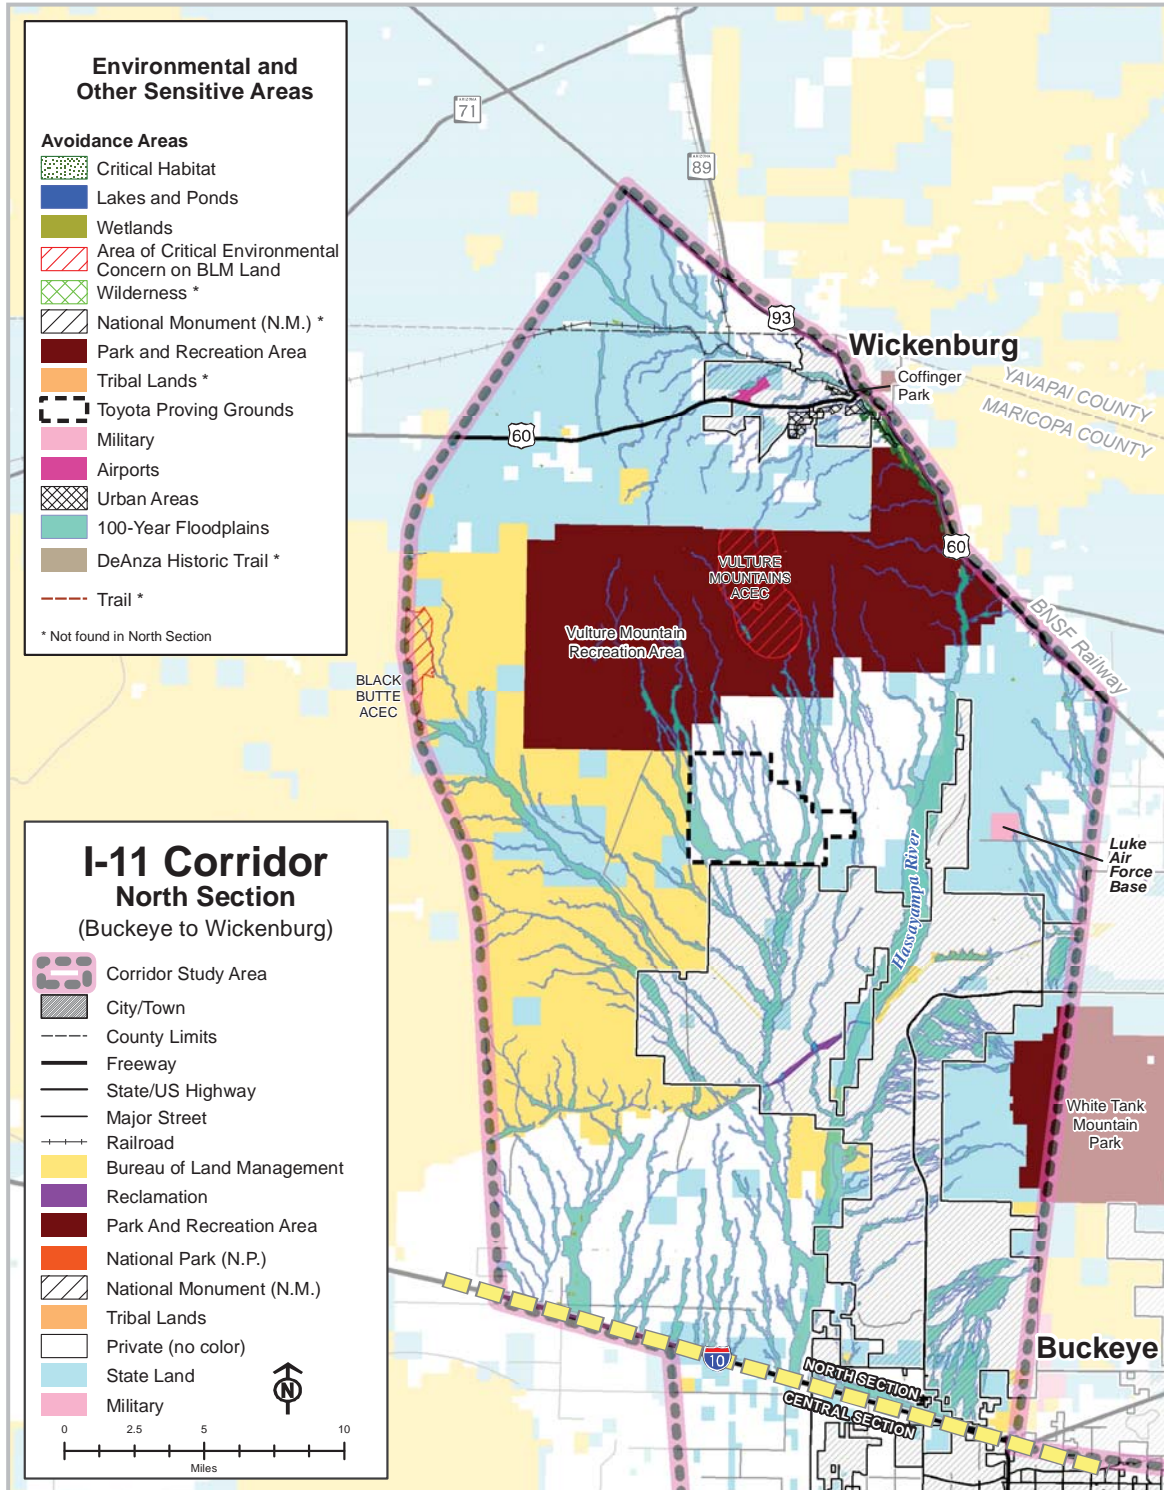 Environmental and
Other Sensitive Areas
Avoidance Areas
Critical Habitat
Lakes and Ponds
Wetlands
Area of Critical Environmental
Concern on BLM Land
Wilderness *
National Monument (N.M.) *
Park and Recreation Area
Tribal Lands *
Toyota Proving Grounds
Military
Airports
Urban Areas
100-Year Floodplains
DeAnza Historic Trail *
Trail *
* Not found in North Section
I-11 Corridor
North Section
(Buckeye to Wickenburg)
Corridor Study Area
City/Town
County Limits
Freeway
State/US Highway
Major Street
Railroad
Bureau of Land Management
Reclamation
Park And Recreation Area
National Park (N.P.)
National Monument (N.M.)
Tribal Lands
Private (no color)
State Land
Military
N
0 2.5 5 10
Miles
ARIZONA
71
ARIZONA
89
93
Wickenburg
Coffinger
Park
YAVAPAI COUNTY
MARICOPA COUNTY
60
60
VULTURE
MOUNTAINS
ACEC
Vulture Mountain
Recreation Area
BNSF Railway
BLACK
BUTTE
ACEC
Luke
Air
Force
Base
Hassayampa River
White Tank
Mountain
Park
Buckeye
10
NORTH SECTION
CENTRAL SECTION